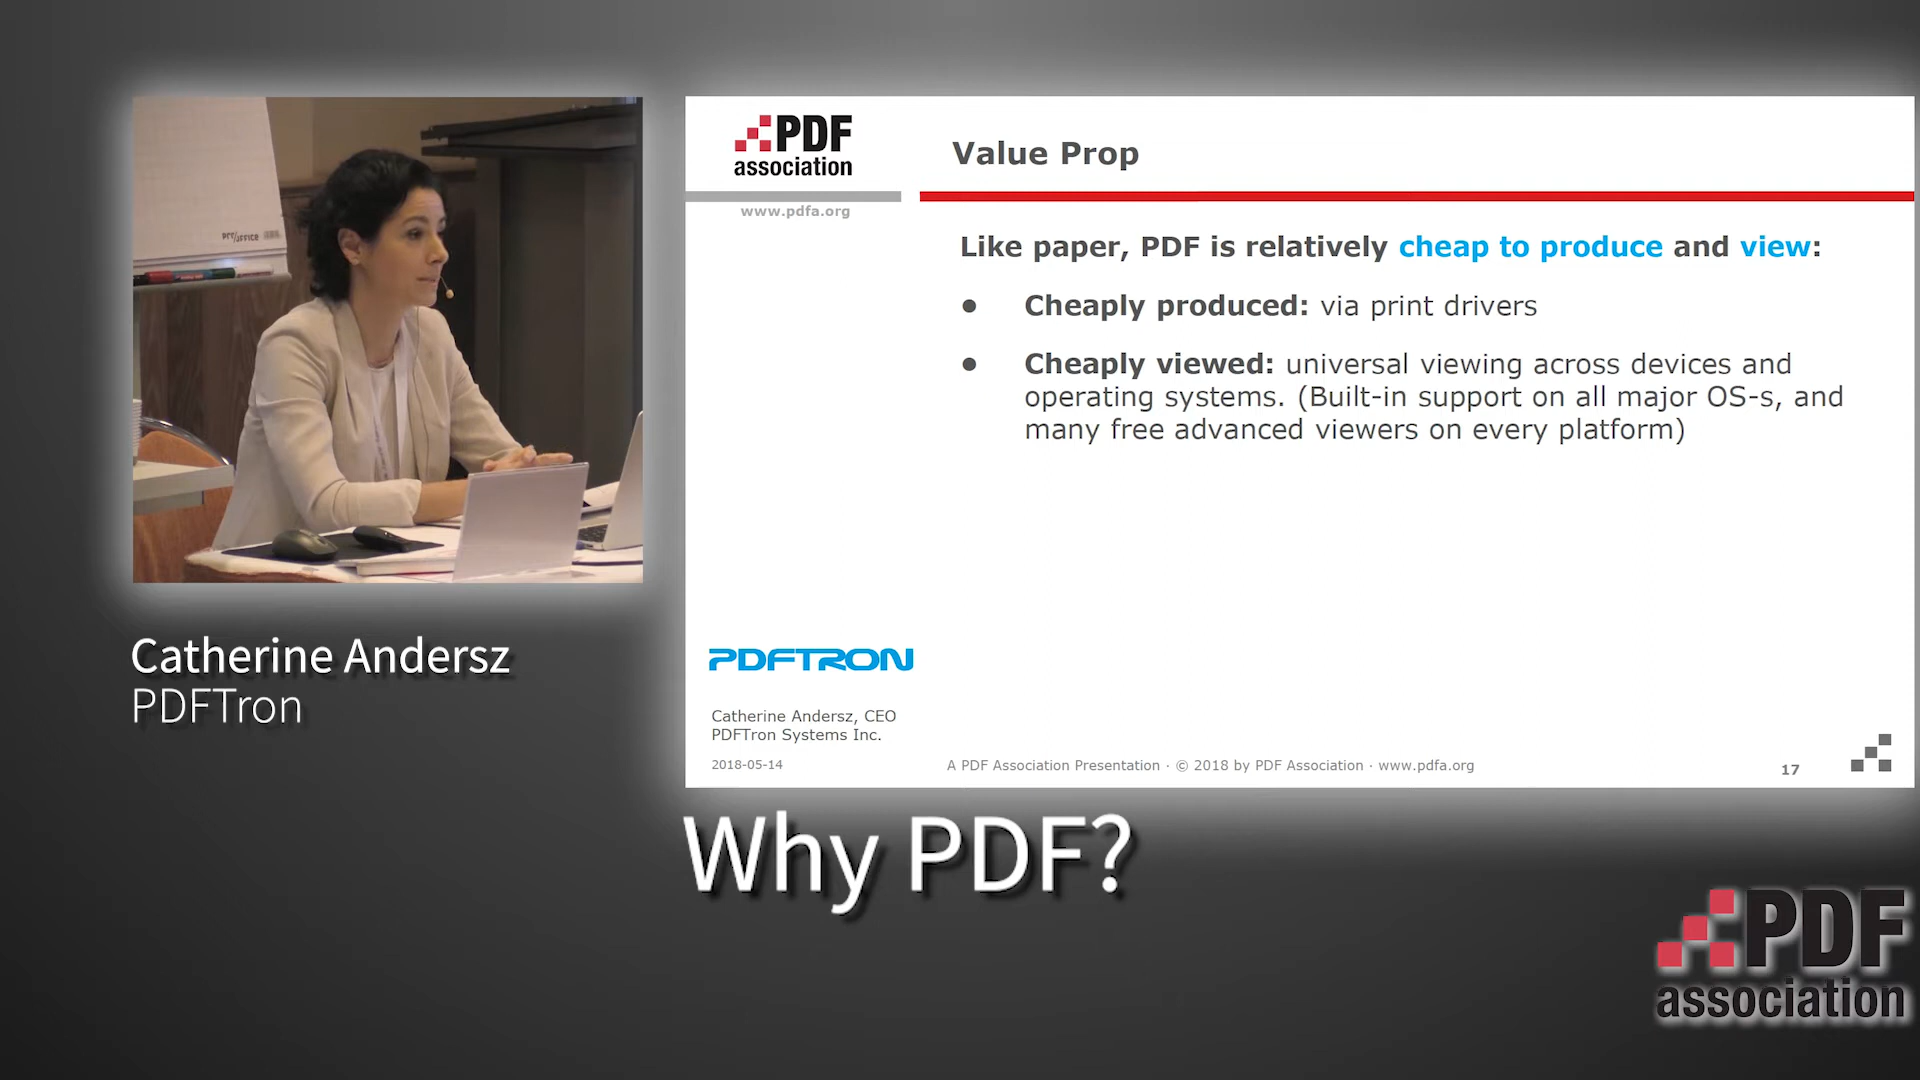 PDF
association
www.pdfa.org
Value Prop
Like paper, PDF is relatively cheap to produce and view:
● Cheaply produced: via print drivers
● Cheaply viewed: universal viewing across devices and
operating systems. (Built-in support on all major OS-s, and
many free advanced viewers on every platform)
PDFTRON
Catherine Andersz, CEO
PDFTron Systems Inc.
2018-05-14
A PDF Association Presentation · © 2018 by PDF Association · www.pdfa.org
17
Catherine Andersz
PDFTron
Why PDF?
PDF
association